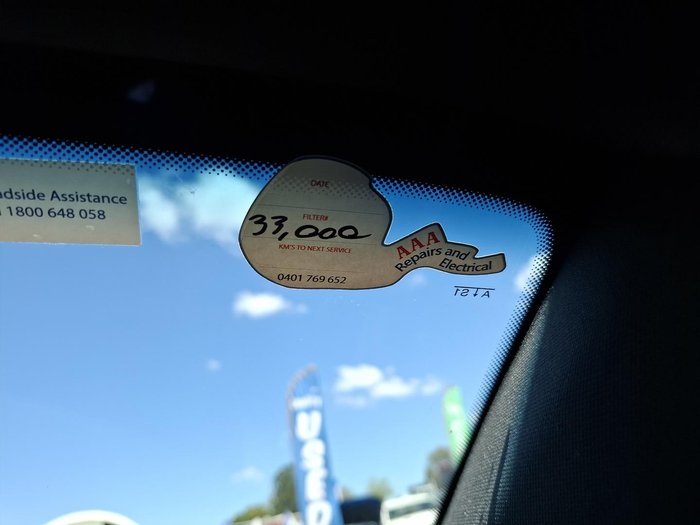 dside Assistance
1800 648 058
DATE
FILTER#
33,000
KM'S TO NEXT SERVICE
0401 769 652
AAA
Repairs and
Electrical
USED